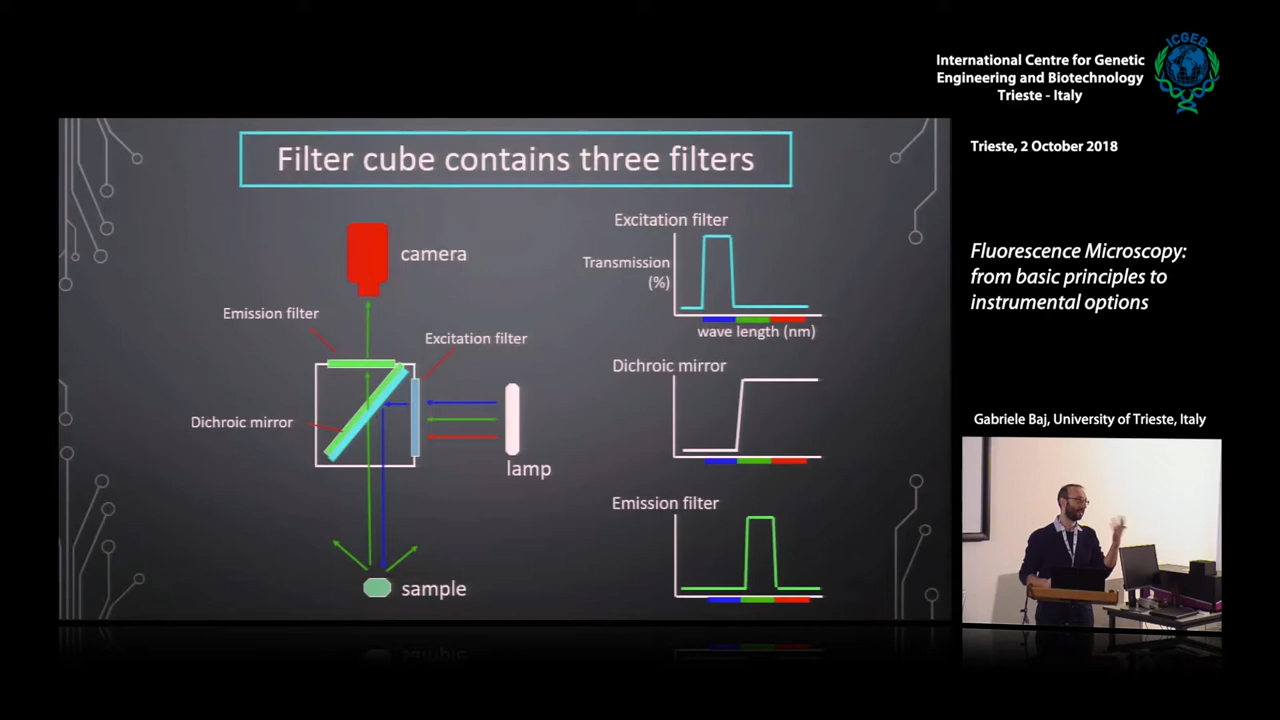 ICGEB
International Centre for Genetic
Engineering and Biotechnology
Trieste - Italy
Trieste, 2 October 2018
Fluorescence Microscopy:
from basic principles to
instrumental options
Gabriele Baj, University of Trieste, Italy
Filter cube contains three filters
camera
Emission filter
Excitation filter
Dichroic mirror
lamp
sample
Excitation filter
Transmission
(%)
wave length (nm)
Dichroic mirror
Emission filter